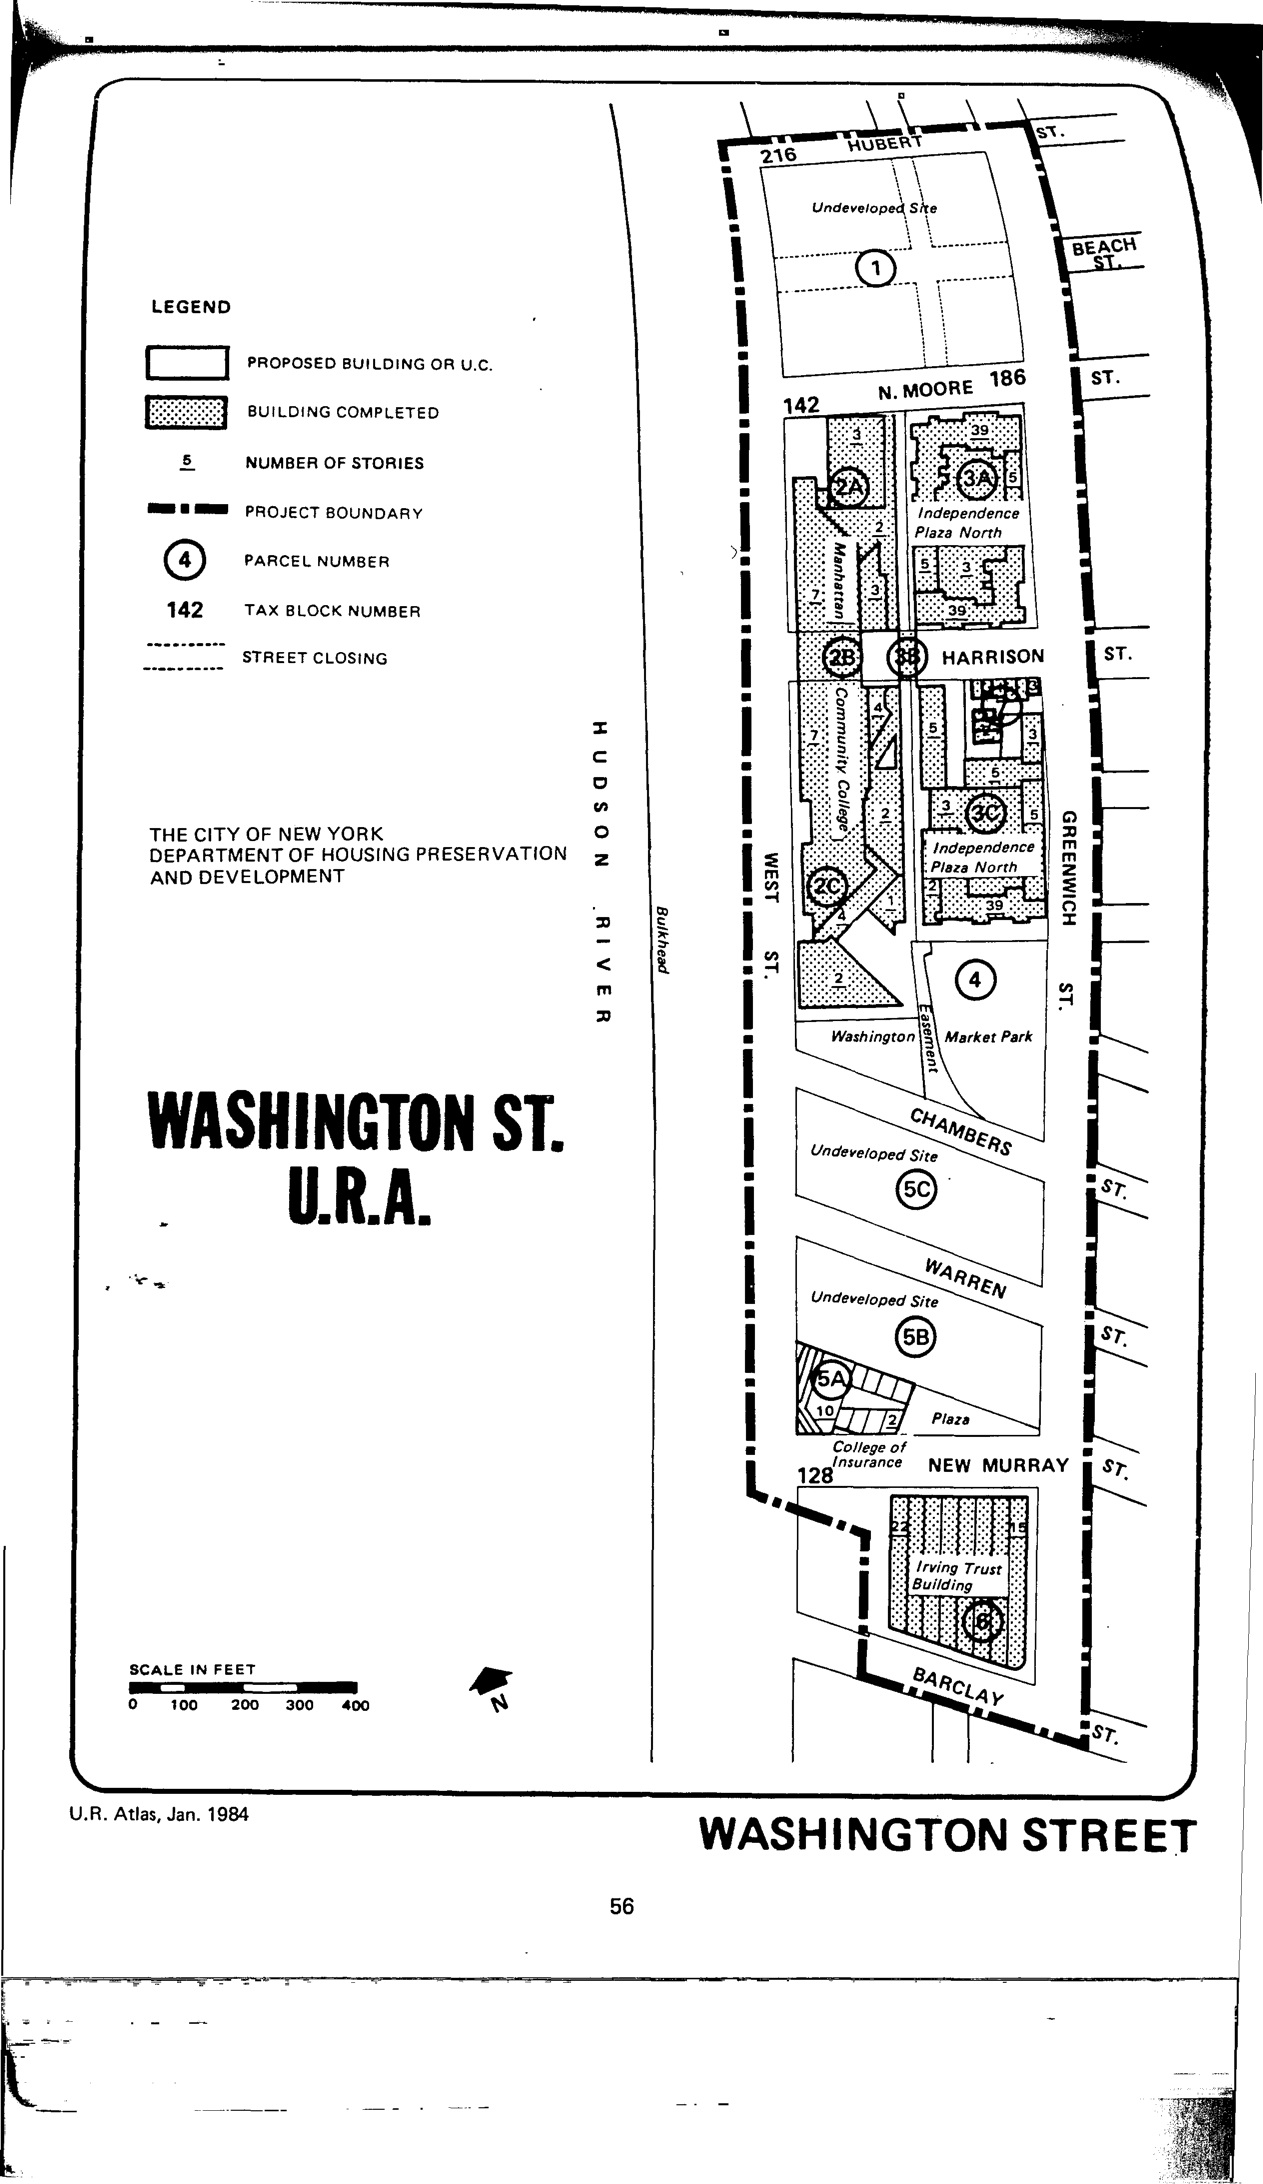 216
HUBERT
ST.
Undeveloped Site
1
BEACH
ST.
LEGEND
PROPOSED BUILDING OR U.C.
BUILDING COMPLETED
5
NUMBER OF STORIES
PROJECT BOUNDARY
4
PARCEL NUMBER
142
TAX BLOCK NUMBER
STREET CLOSING
N. MOORE
186
ST.
142
3
39
2A
3A
5
Independence
Plaza North
2
Manhattan
5
3
7
3
39
2B
3B
HARRISON
ST.
Community College
3
4
7
5
3
5
2
3
3C
5
Independence
Plaza North
2C
2
1
4
39
HUDSON RIVER
Bulkhead
WEST ST.
GREENWICH ST.
THE CITY OF NEW YORK
DEPARTMENT OF HOUSING PRESERVATION
AND DEVELOPMENT
2
4
Washington
Easement
Market Park
WASHINGTON ST.
U.R.A.
CHAMBERS
ST.
Undeveloped Site
5C
WARREN
ST.
Undeveloped Site
5B
5A
10
2
Plaza
College of
Insurance
NEW MURRAY
ST.
128
22
15
Irving Trust
Building
6
BARCLAY
ST.
SCALE IN FEET
0 100 200 300 400
N
U.R. Atlas, Jan. 1984
WASHINGTON STREET
56